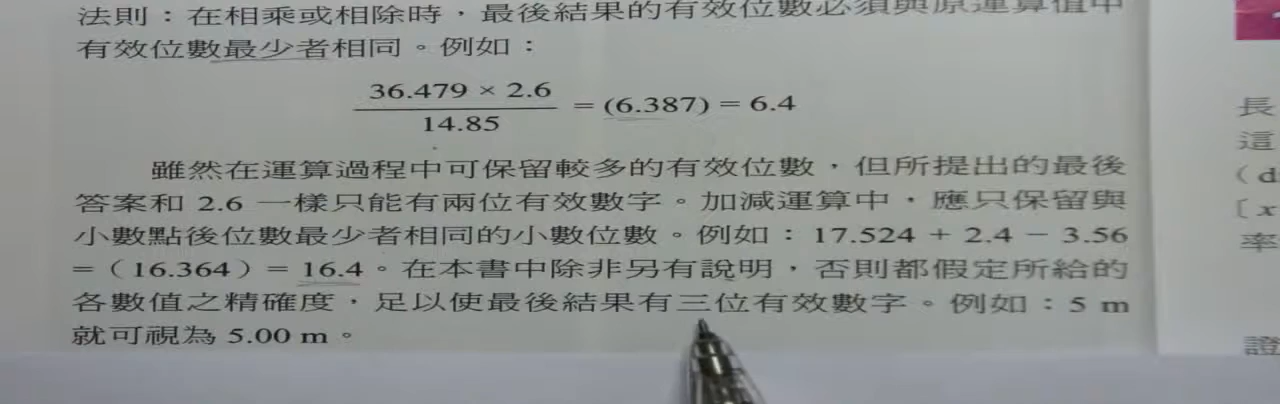 法則：在相乘或相除時，最後結果的有效位數必須與原運算值中
有效位數最少者相同。例如：
36.479 × 2.6
14.85
= (6.387) = 6.4
雖然在運算過程中可保留較多的有效位數，但所提出的最後
答案和 2.6 一樣只能有兩位有效數字。加減運算中，應只保留與
小數點後位數最少者相同的小數位數。例如：17.524 + 2.4 − 3.56
=（16.364）= 16.4。在本書中除非另有說明，否則都假定所給的
各數值之精確度，足以使最後結果有三位有效數字。例如：5 m
就可視為 5.00 m。
長
這
（d
〔x
率
證